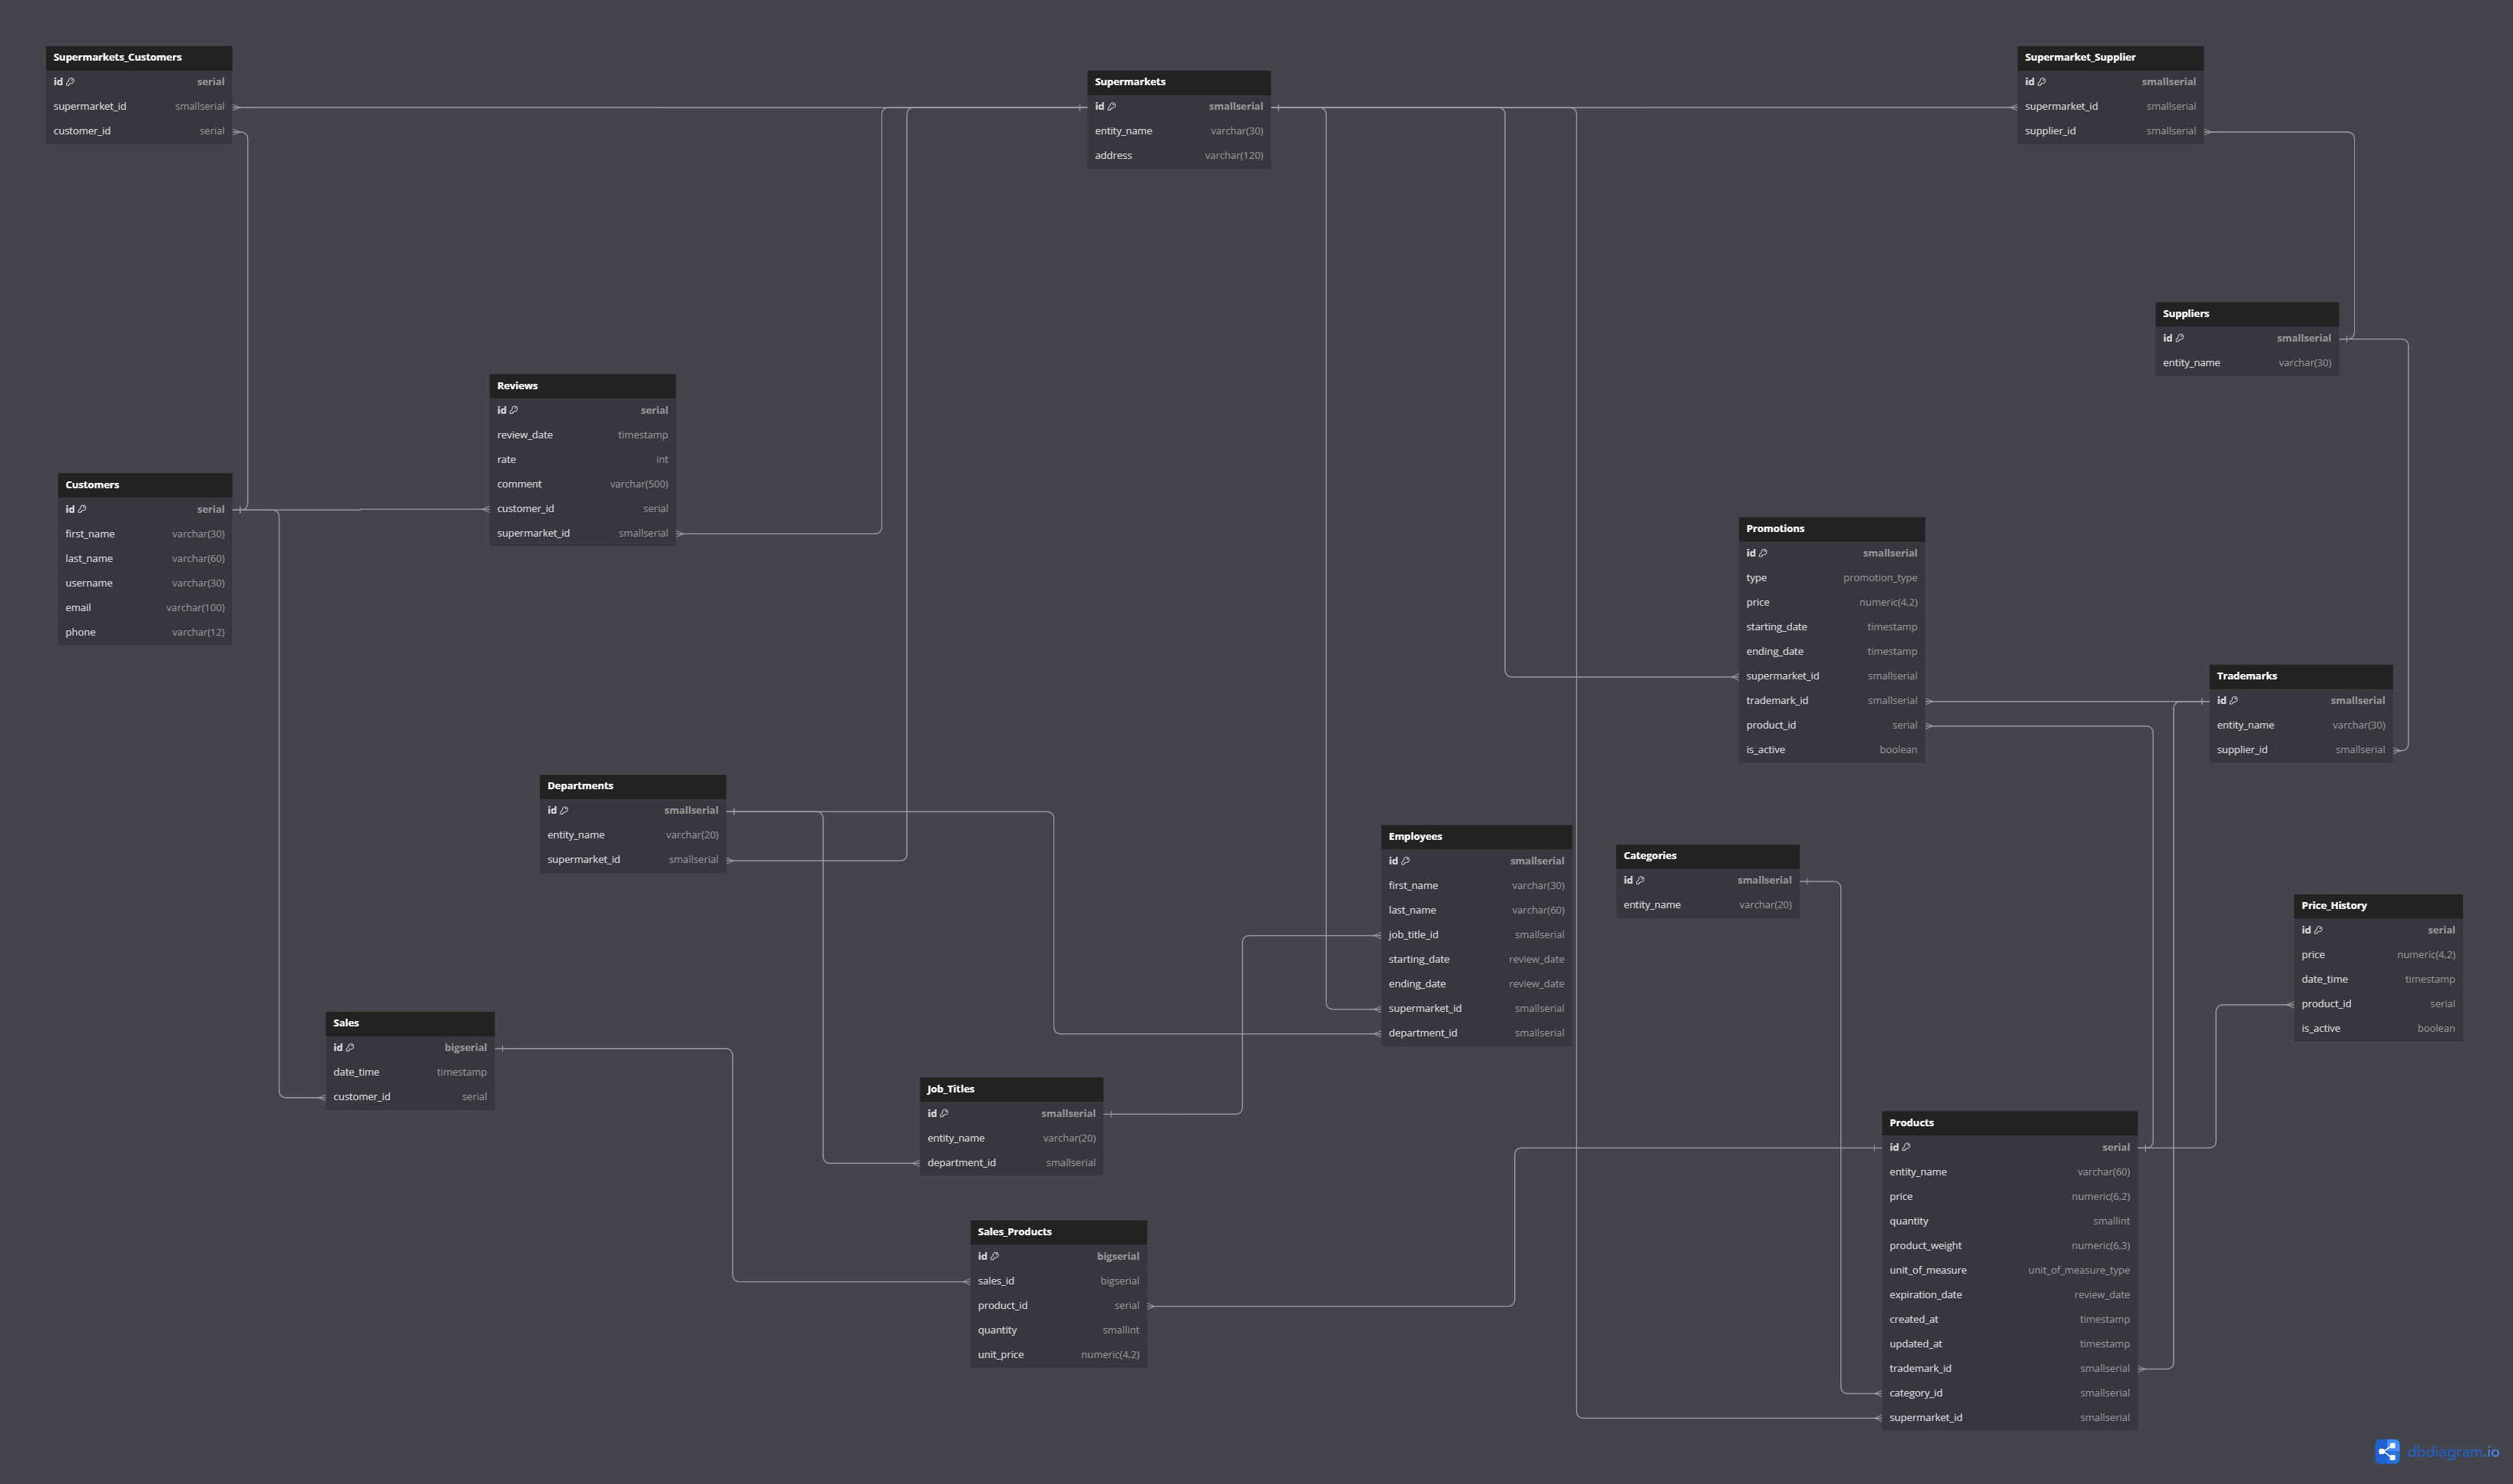 Supermarkets_Customers
id serial
supermarket_id smallserial
customer_id serial
Supermarkets
id smallserial
entity_name varchar(30)
address varchar(120)
Supermarket_Supplier
id smallserial
supermarket_id smallserial
supplier_id smallserial
Suppliers
id smallserial
entity_name varchar(30)
Reviews
id serial
review_date timestamp
rate int
comment varchar(500)
customer_id serial
supermarket_id smallserial
Customers
id serial
first_name varchar(30)
last_name varchar(60)
username varchar(30)
email varchar(100)
phone varchar(12)
Promotions
id smallserial
type promotion_type
price numeric(4,2)
starting_date timestamp
ending_date timestamp
supermarket_id smallserial
trademark_id smallserial
product_id serial
is_active boolean
Trademarks
id smallserial
entity_name varchar(30)
supplier_id smallserial
Departments
id smallserial
entity_name varchar(20)
supermarket_id smallserial
Employees
id smallserial
first_name varchar(30)
last_name varchar(60)
job_title_id smallserial
starting_date review_date
ending_date review_date
supermarket_id smallserial
department_id smallserial
Categories
id smallserial
entity_name varchar(20)
Price_History
id serial
price numeric(4,2)
date_time timestamp
product_id serial
is_active boolean
Sales
id bigserial
date_time timestamp
customer_id serial
Job_Titles
id smallserial
entity_name varchar(20)
department_id smallserial
Products
id serial
entity_name varchar(60)
price numeric(6,2)
quantity smallint
product_weight numeric(6,3)
unit_of_measure unit_of_measure_type
expiration_date review_date
created_at timestamp
updated_at timestamp
trademark_id smallserial
category_id smallserial
supermarket_id smallserial
Sales_Products
id bigserial
sales_id bigserial
product_id serial
quantity smallint
unit_price numeric(4,2)
dbdiagram.io